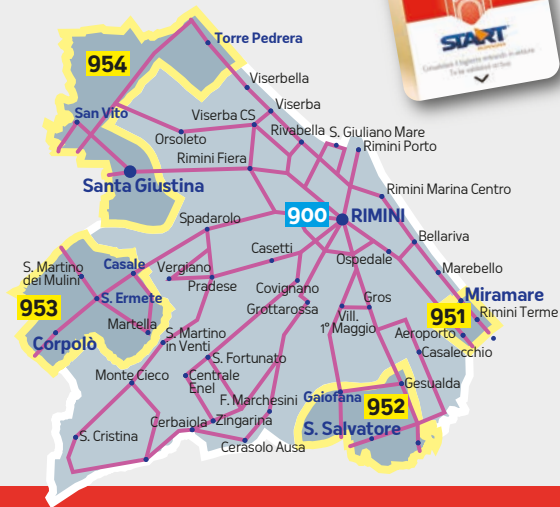 START
ROMAGNA
Torre Pedrera
954
Viserbella
Viserba
Viserba CS
San Vito
Rivabella
S. Giuliano Mare
Orsoleto
Rimini Porto
Rimini Fiera
Santa Giustina
Rimini Marina Centro
900
RIMINI
Spadarolo
Bellariva
Casetti
Ospedale
S. Martino
dei Mulini
Casale
Vergiano
Marebello
Pradese
Covignano
S. Ermete
Gros
Miramare
953
Grottarossa
951
Rimini Terme
Martella
Vill.
1° Maggio
Aeroporto
Corpolò
S. Martino
in Venti
Casalecchio
S. Fortunato
Monte Cieco
Centrale
Enel
Gesualda
Gaiofana
952
F. Marchesini
S. Salvatore
Cerbaiola
Zingarina
S. Cristina
Cerasolo Ausa